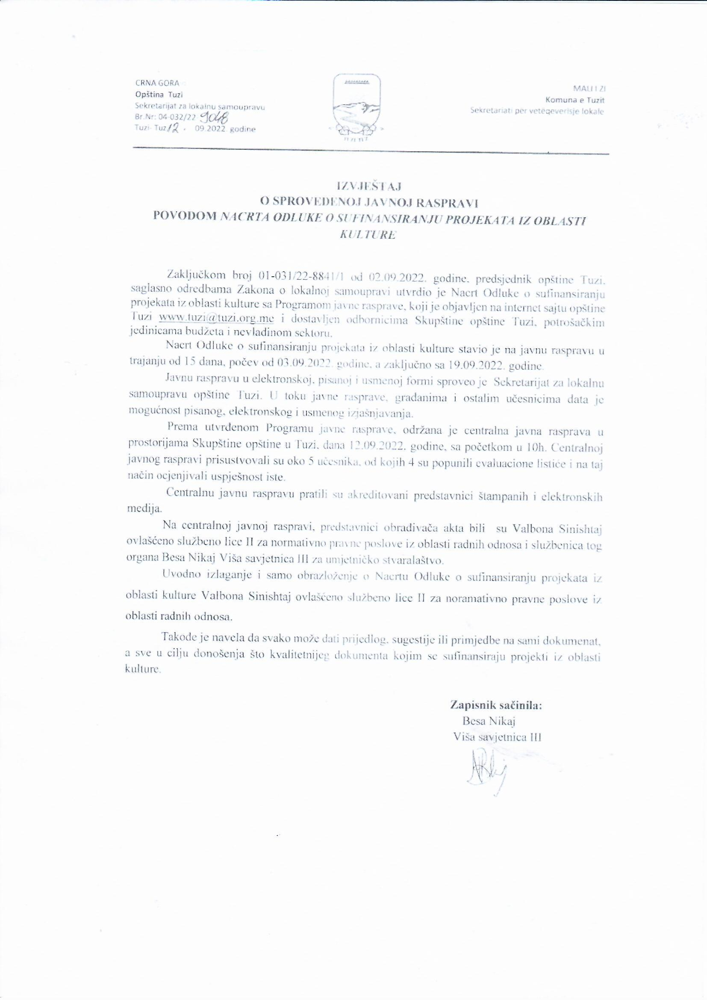 CRNA GORA
Opština Tuzi
Sekretarijat za lokalnu samoupravu
Br.Nr: 04-032/22 9048
Tuzi- Tuz 12. 09.2022. godine
MALI I ZI
Komuna e Tuzit
Sekretariati për vetëqeverisje lokale
IZVJEŠTAJ
O SPROVEDENOJ JAVNOJ RASPRAVI
POVODOM NACRTA ODLUKE O SUFINANSIRANJU PROJEKATA IZ OBLASTI
KULTURE
Zaključkom broj 01-031/22-8841/1 od 02.09.2022. godine, predsjednik opštine Tuzi,
saglasno odredbama Zakona o lokalnoj samoupravi utvrdio je Nacrt Odluke o sufinansiranju
projekata iz oblasti kulture sa Programom javne rasprave, koji je objavljen na internet sajtu opštine
Tuzi www.tuzi@tuzi.org.me i dostavljen odbornicima Skupštine opštine Tuzi, potrošačkim
jedinicama budžeta i nevladinom sektoru.
Nacrt Odluke o sufinansiranju projekata iz oblasti kulture stavio je na javnu raspravu u
trajanju od 15 dana, počev od 03.09.2022. godine, a zaključno sa 19.09.2022. godine.
Javnu raspravu u elektronskoj, pisanoj i usmenoj formi sproveo je Sekretarijat za lokalnu
samoupravu opštine Tuzi. U toku javne rasprave, građanima i ostalim učesnicima data je
mogućnost pisanog, elektronskog i usmenog izjašnjavanja.
Prema utvrđenom Programu javne rasprave, održana je centralna javna rasprava u
prostorijama Skupštine opštine u Tuzi, dana 12.09.2022. godine, sa početkom u 10h. Centralnoj
javnog raspravi prisustvovali su oko 5 učesnika, od kojih 4 su popunili evaluacione listiće i na taj
način ocjenjivali uspješnost iste.
Centralnu javnu raspravu pratili su akreditovani predstavnici štampanih i elektronskih
medija.
Na centralnoj javnoj raspravi, predstavnici obrađivača akta bili su Valbona Sinishtaj
ovlašćeno službeno lice II za normativno pravne poslove iz oblasti radnih odnosa i službenica tog
organa Besa Nikaj Viša savjetnica III za umjetničko stvaralaštvo.
Uvodno izlaganje i samo obrazloženje o Nacrtu Odluke o sufinansiranju projekata iz
oblasti kulture Valbona Sinishtaj ovlašćeno službeno lice II za noramativno pravne poslove iz
oblasti radnih odnosa.
Takođe je navela da svako može dati prijedlog, sugestije ili primjedbe na sami dokumenat,
a sve u cilju donošenja što kvalitetnijeg dokumenta kojim se sufinansiraju projekti iz oblasti
kulture.
Zapisnik sačinila:
Besa Nikaj
Viša savjetnica III